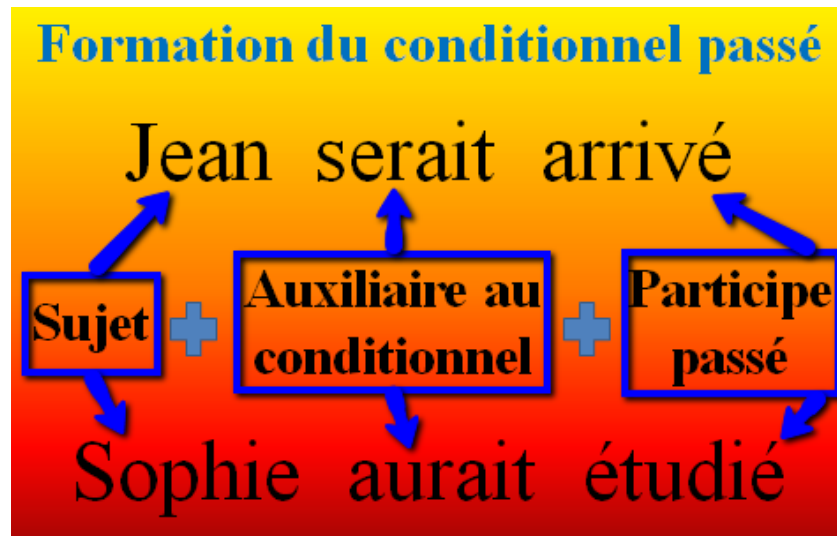 Formation du conditionnel passé
Jean serait arrivé
Sujet
Auxiliaire au
conditionnel
Participe
passé
Sophie aurait étudié